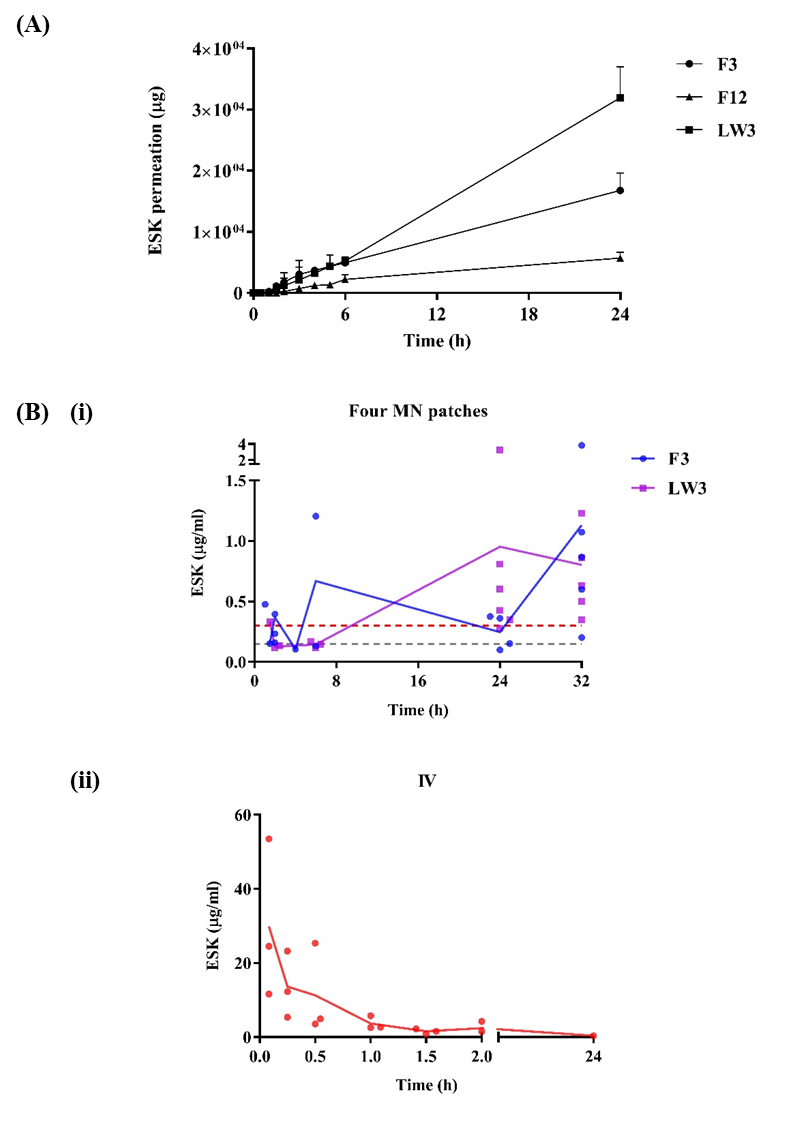 (A)
4×10⁰⁴
3×10⁰⁴
2×10⁰⁴
1×10⁰⁴
0
ESK permeation (μg)
0 6 12 18 24
Time (h)
F3
F12
LW3
(B) (i)
Four MN patches
4
2
1.5
1.0
0.5
0.0
ESK (μg/ml)
0 8 16 24 32
Time (h)
F3
LW3
(ii)
IV
60
40
20
0
ESK (μg/ml)
0.0 0.5 1.0 1.5 2.0 24
Time (h)